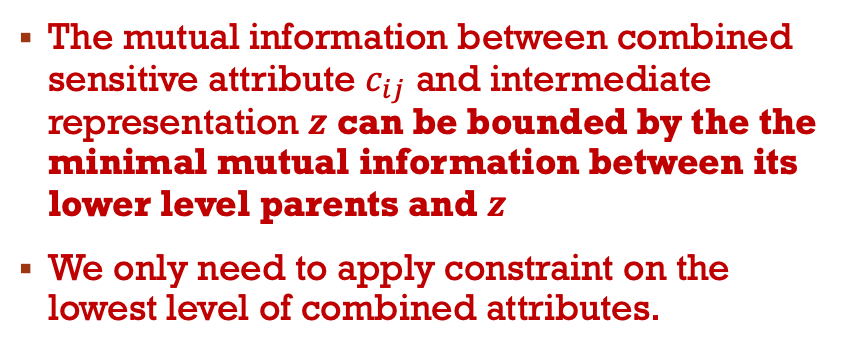 ▪ The mutual information between combined
sensitive attribute c_{ij} and intermediate
representation z can be bounded by the the
minimal mutual information between its
lower level parents and z
▪ We only need to apply constraint on the
lowest level of combined attributes.